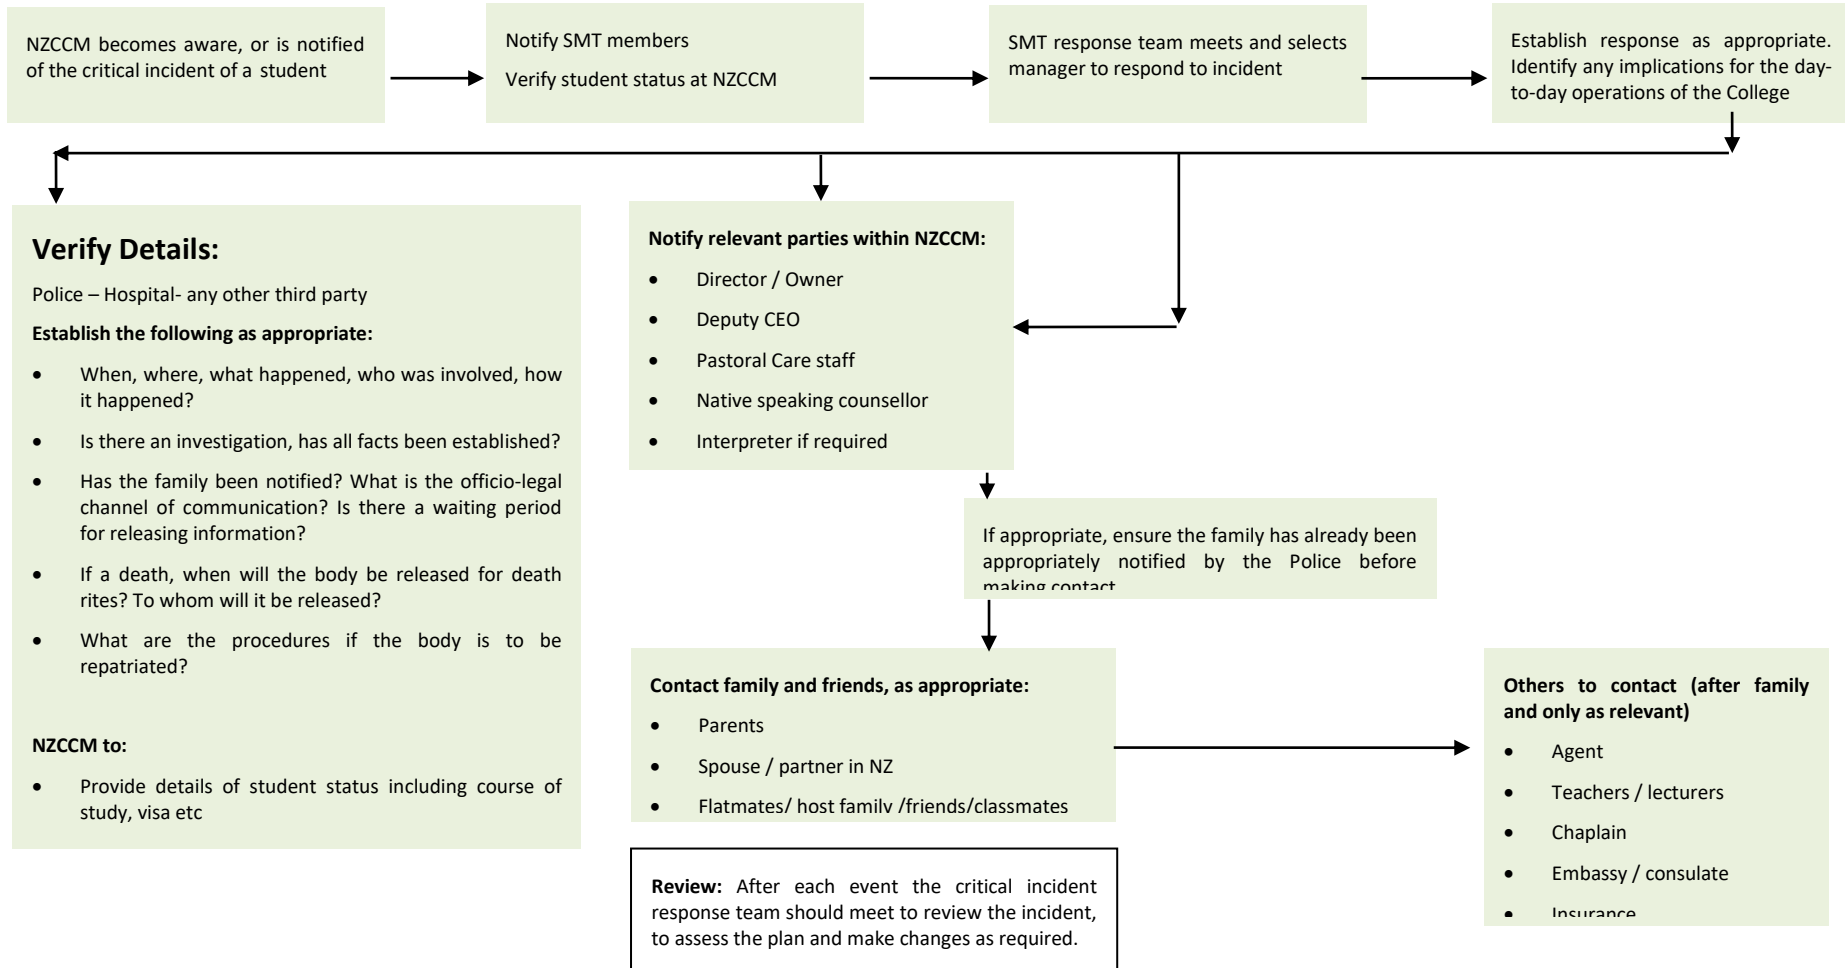 NZCCM becomes aware, or is notified
of the critical incident of a student
Notify SMT members
Verify student status at NZCCM
SMT response team meets and selects
manager to respond to incident
Establish response as appropriate.
Identify any implications for the day-
to-day operations of the College
Verify Details:
Police – Hospital- any other third party
Establish the following as appropriate:
• When, where, what happened, who was involved, how
it happened?
• Is there an investigation, has all facts been established?
• Has the family been notified? What is the officio-legal
channel of communication? Is there a waiting period
for releasing information?
• If a death, when will the body be released for death
rites? To whom will it be released?
• What are the procedures if the body is to be
repatriated?
NZCCM to:
• Provide details of student status including course of
study, visa etc
Notify relevant parties within NZCCM:
• Director / Owner
• Deputy CEO
• Pastoral Care staff
• Native speaking counsellor
• Interpreter if required
If appropriate, ensure the family has already been
appropriately notified by the Police before
making contact
Contact family and friends, as appropriate:
• Parents
• Spouse / partner in NZ
• Flatmates/ host family /friends/classmates
Others to contact (after family
and only as relevant)
• Agent
• Teachers / lecturers
• Chaplain
• Embassy / consulate
• Insurance
Review: After each event the critical incident
response team should meet to review the incident,
to assess the plan and make changes as required.